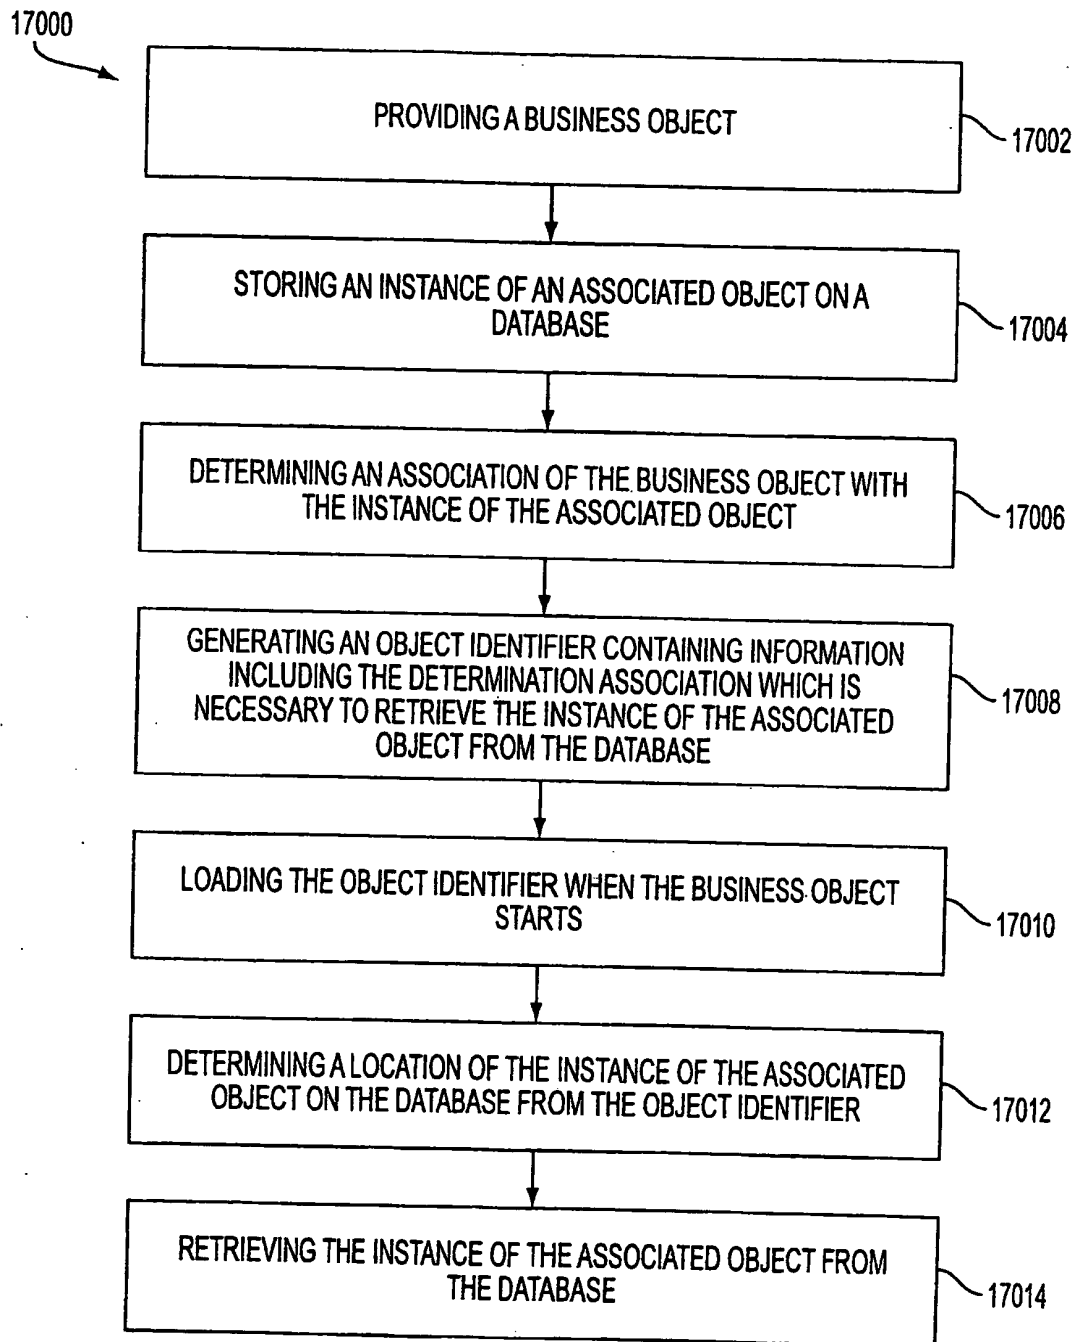 17000
PROVIDING A BUSINESS OBJECT
17002
STORING AN INSTANCE OF AN ASSOCIATED OBJECT ON A
DATABASE
17004
DETERMINING AN ASSOCIATION OF THE BUSINESS OBJECT WITH
THE INSTANCE OF THE ASSOCIATED OBJECT
17006
GENERATING AN OBJECT IDENTIFIER CONTAINING INFORMATION
INCLUDING THE DETERMINATION ASSOCIATION WHICH IS
NECESSARY TO RETRIEVE THE INSTANCE OF THE ASSOCIATED
OBJECT FROM THE DATABASE
17008
LOADING THE OBJECT IDENTIFIER WHEN THE BUSINESS OBJECT
STARTS
17010
DETERMINING A LOCATION OF THE INSTANCE OF THE ASSOCIATED
OBJECT ON THE DATABASE FROM THE OBJECT IDENTIFIER
17012
RETRIEVING THE INSTANCE OF THE ASSOCIATED OBJECT FROM
THE DATABASE
17014